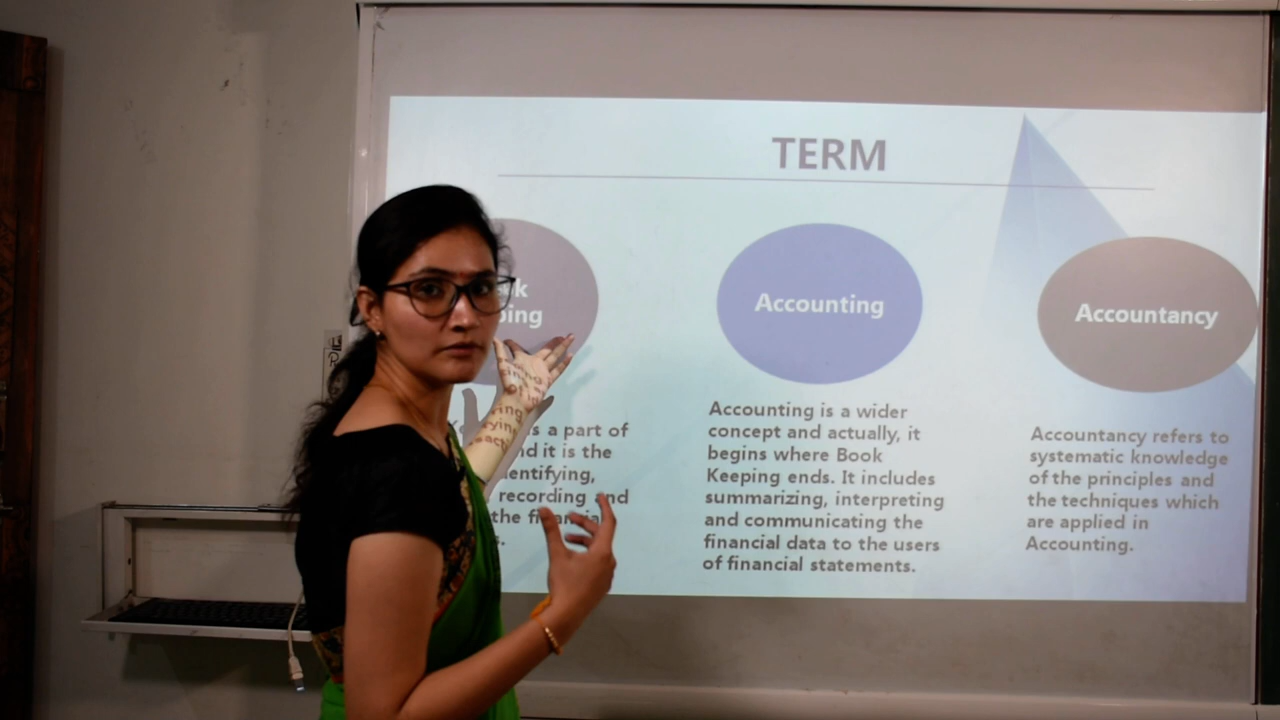 TERM
Accounting
Accountancy
s a part of
nd it is the
entifying,
recording and
the financial
Accounting is a wider
concept and actually, it
begins where Book
Keeping ends. It includes
summarizing, interpreting
and communicating the
financial data to the users
of financial statements.
Accountancy refers to
systematic knowledge
of the principles and
the techniques which
are applied in
Accounting.